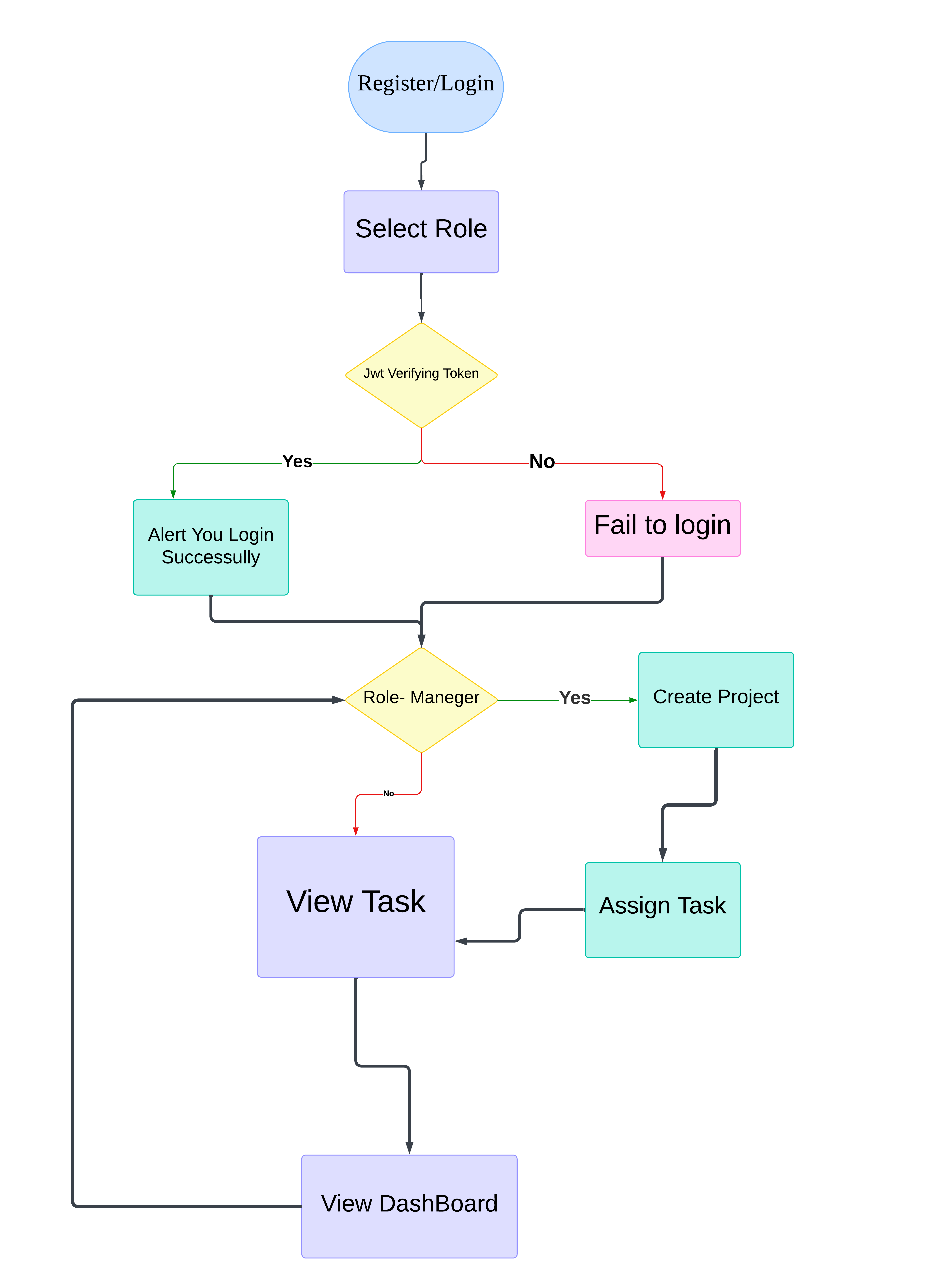 Register/Login
Select Role
Jwt Verifying Token
Yes
No
Alert You Login
Successully
Fail to login
Role- Maneger
Yes
Create Project
No
View Task
Assign Task
View DashBoard